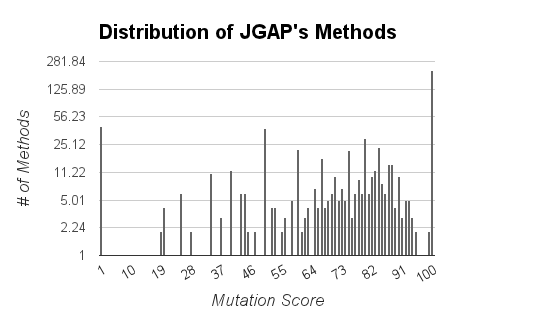 Distribution of JGAP's Methods
281.84
125.89
56.23
25.12
11.22
5.01
2.24
1
# of Methods
1 10 19 28 37 46 55 64 73 82 91 100
Mutation Score